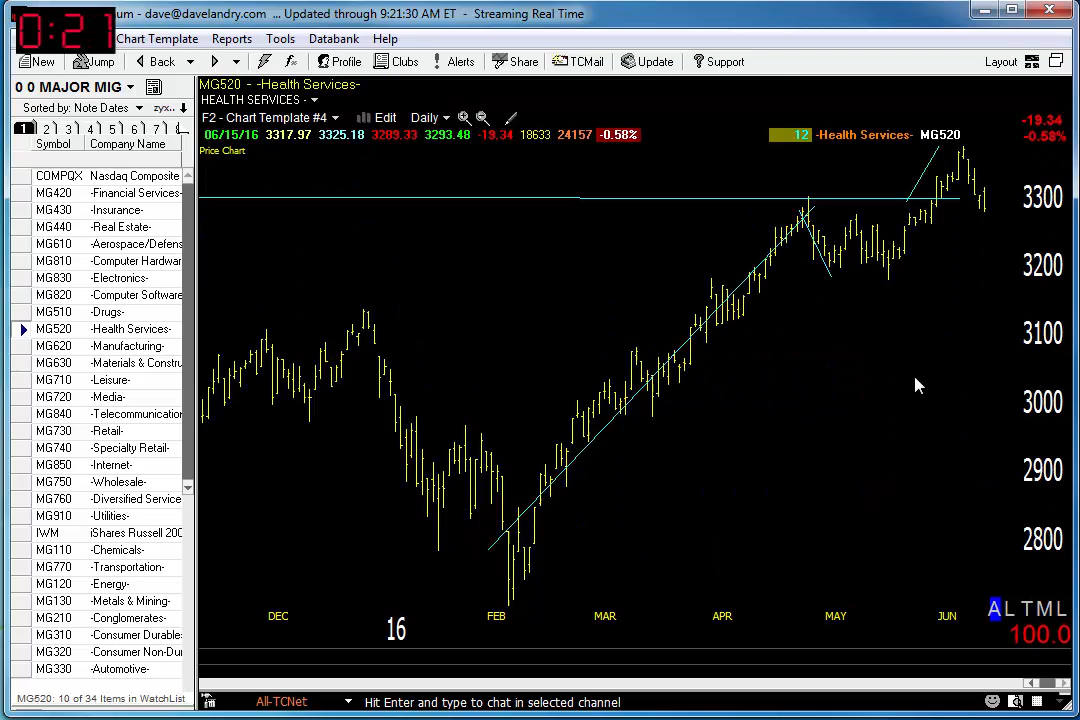 0:21
um - dave@davelandry.com ... Updated through 9:21:30 AM ET - Streaming Real Time
Chart Template Reports Tools Databank Help
New Jump Back Profile Clubs Alerts Share TCMail Update Support Layout
0 0 MAJOR MIG
Sorted by: Note Dates zyx..
1 2 3 4 5 6 7
Symbol Company Name
COMPQX Nasdaq Composite
MG420 -Financial Services-
MG430 -Insurance-
MG440 -Real Estate-
MG610 -Aerospace/Defens
MG810 -Computer Hardwar
MG830 -Electronics-
MG820 -Computer Software
MG510 -Drugs-
MG520 -Health Services-
MG620 -Manufacturing-
MG630 -Materials & Constru
MG710 -Leisure-
MG720 -Media-
MG840 -Telecommunication
MG730 -Retail-
MG740 -Specialty Retail-
MG850 -Internet-
MG750 -Wholesale-
MG760 -Diversified Service
MG910 -Utilities-
IWM iShares Russell 200
MG110 -Chemicals-
MG770 -Transportation-
MG120 -Energy-
MG130 -Metals & Mining-
MG210 -Conglomerates-
MG310 -Consumer Durable
MG320 -Consumer Non-Du
MG330 -Automotive-
MG520: 10 of 34 Items in WatchList
MG520 - -Health Services-
HEALTH SERVICES -
F2 - Chart Template #4 Edit Daily
06/15/16 3317.97 3325.18 3289.33 3293.48 -19.34 18633 24157 -0.58% 12 -Health Services- MG520
-19.34
-0.58%
Price Chart
3300
3200
3100
3000
2900
2800
DEC 16 FEB MAR APR MAY JUN
A L T M L
100.0
All-TCNet Hit Enter and type to chat in selected channel